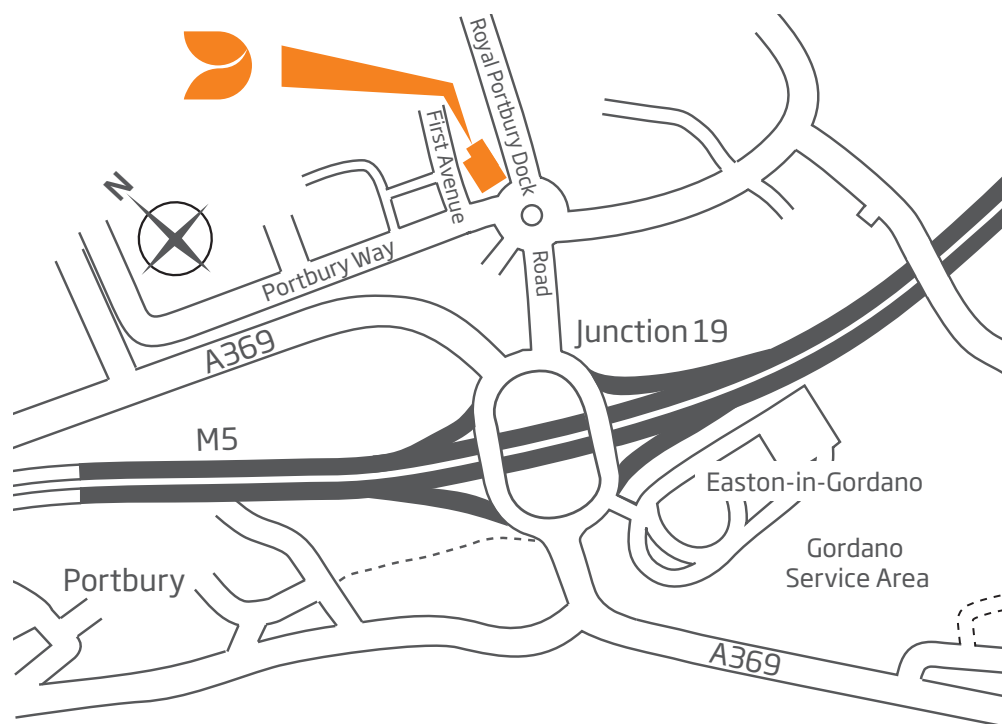 Royal Portbury Dock
First Avenue
N
Portbury Way
Road
Junction 19
A369
M5
Easton-in-Gordano
Gordano
Service Area
Portbury
A369